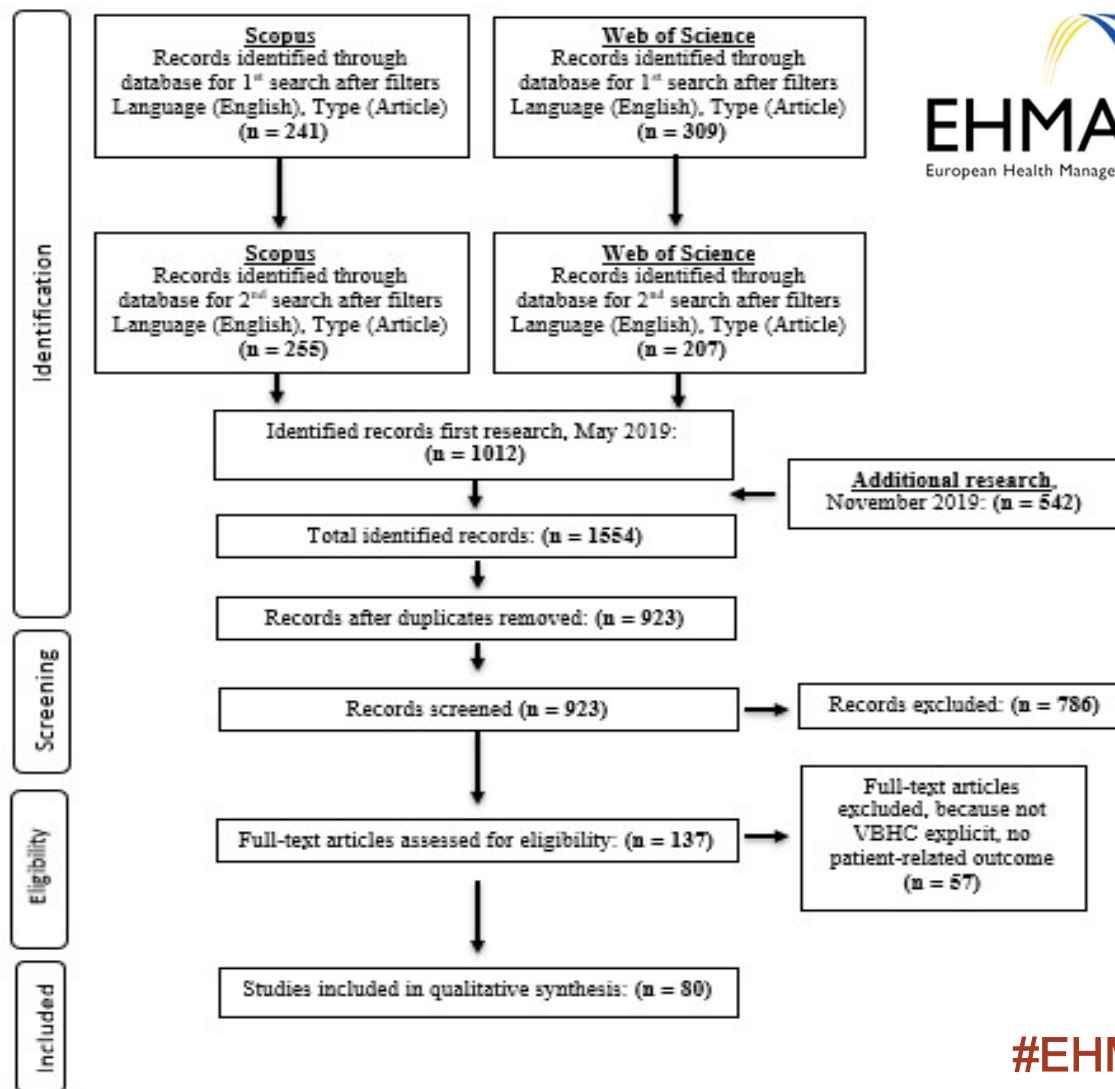 Identification
Scopus
Records identified through
database for 1st search after filters
Language (English), Type (Article)
(n = 241)
Web of Science
Records identified through
database for 1st search after filters
Language (English), Type (Article)
(n = 309)
EHMA
European Health Manage
Scopus
Records identified through
database for 2nd search after filters
Language (English), Type (Article)
(n = 255)
Web of Science
Records identified through
database for 2nd search after filters
Language (English), Type (Article)
(n = 207)
Identified records first research, May 2019:
(n = 1012)
Additional research,
November 2019: (n = 542)
Total identified records: (n = 1554)
Records after duplicates removed: (n = 923)
Screening
Records screened (n = 923)
Records excluded: (n = 786)
Eligibility
Full-text articles assessed for eligibility: (n = 137)
Full-text articles
excluded, because not
VBHC explicit, no
patient-related outcome
(n = 57)
Included
Studies included in qualitative synthesis: (n = 80)
#EHM